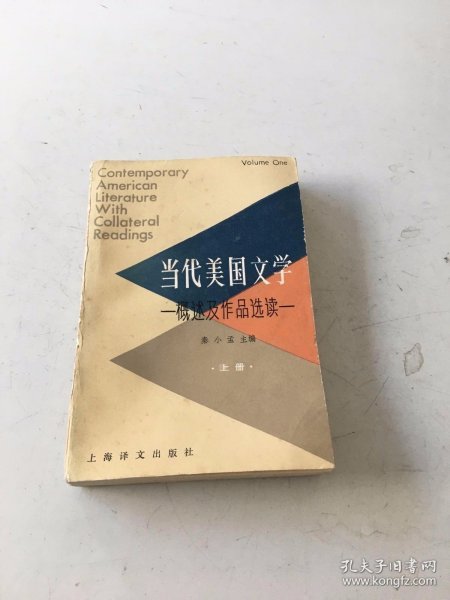 Volume One
Contemporary
American
Literature
With
Collateral
Readings
当代美国文学
—概述及作品选读—
秦小孟 主编
·上册·
上海译文出版社
孔夫子旧书网
www.kongfz.com